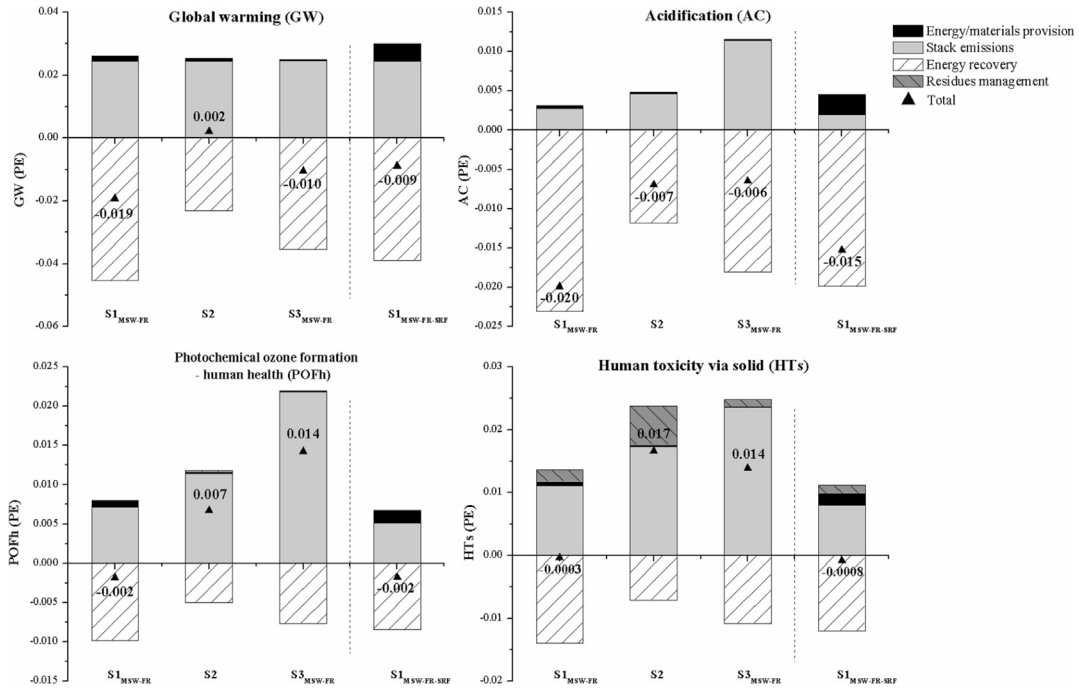 Global warming (GW)
0.04
0.02
0.00
-0.02
-0.04
-0.06
GW (PE)
0.002
-0.019
-0.010
-0.009
S1MSW-FR
S2
S3MSW-FR
S1MSW-FR-SRF
Acidification (AC)
0.015
0.010
0.005
0.000
-0.005
-0.010
-0.015
-0.020
-0.025
AC (PE)
-0.020
-0.007
-0.006
-0.015
S1MSW-FR
S2
S3MSW-FR
S1MSW-FR-SRF
Energy/materials provision
Stack emissions
Energy recovery
Residues management
Total
Photochemical ozone formation
- human health (POFh)
0.025
0.020
0.015
0.010
0.005
0.000
-0.005
-0.010
-0.015
POFh (PE)
-0.002
0.007
0.014
-0.002
S1MSW-FR
S2
S3MSW-FR
S1MSW-FR-SRF
Human toxicity via solid (HTs)
0.03
0.02
0.01
0.00
-0.01
-0.02
HTs (PE)
-0.0003
0.017
0.014
-0.0008
S1MSW-FR
S2
S3MSW-FR
S1MSW-FR-SRF